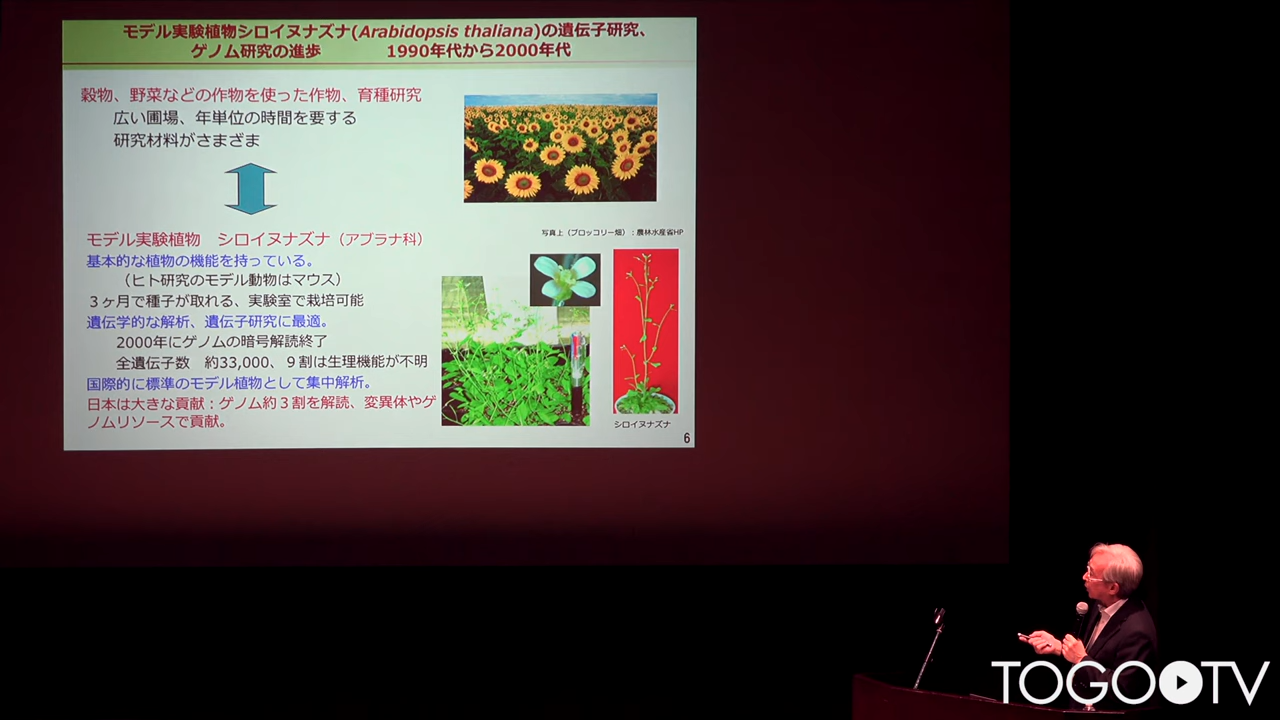 モデル実験植物シロイヌナズナ(Arabidopsis thaliana)の遺伝子研究、
ゲノム研究の進歩　1990年代から2000年代
穀物、野菜などの作物を使った作物、育種研究
広い圃場、年単位の時間を要する
研究材料がさまざま
写真上（ブロッコリー畑）：農林水産省HP
モデル実験植物　シロイヌナズナ（アブラナ科）
基本的な植物の機能を持っている。
（ヒト研究のモデル動物はマウス）
３ヶ月で種子が取れる、実験室で栽培可能
遺伝学的な解析、遺伝子研究に最適。
2000年にゲノムの暗号解読終了
全遺伝子数　約33,000、９割は生理機能が不明
国際的に標準のモデル植物として集中解析。
日本は大きな貢献：ゲノム約３割を解読、変異体やゲ
ノムリソースで貢献。
シロイヌナズナ
6
TOGO TV